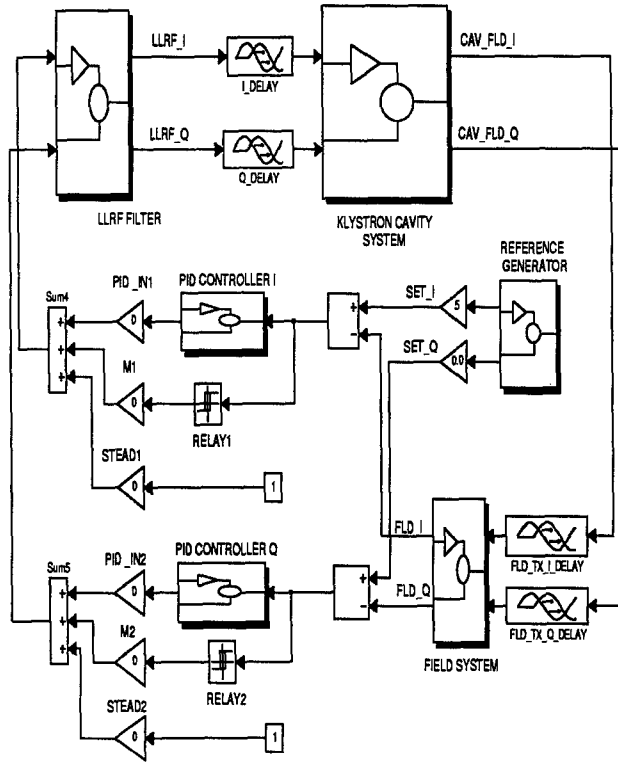 LLRF_I
CAV_FLD_I
I_DELAY
LLRF_Q
CAV_FLD_Q
Q_DELAY
LLRF FILTER
KLYSTRON CAVITY
SYSTEM
REFERENCE
GENERATOR
PID_IN1
PID CONTROLLER I
SET_I
Sum4
+
0
+
5
-
+
M1
SET_Q
0.0
+
0
RELAY1
STEAD1
0
1
FLD_I
FLD_TX_I_DELAY
PID_IN2
PID CONTROLLER Q
Sum5
+
0
+
-
FLD_Q
FLD_TX_Q_DELAY
+
M2
0
FIELD SYSTEM
+
RELAY2
STEAD2
0
1